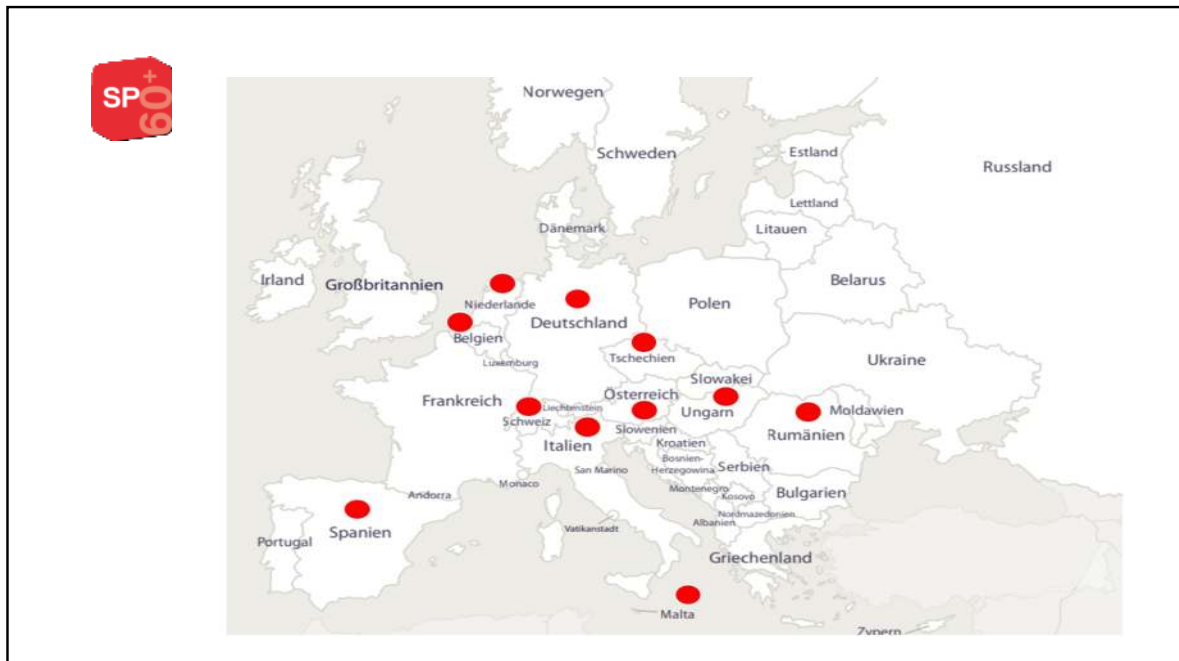 SP
60+
Norwegen
Schweden
Estland
Russland
Lettland
Dänemark
Litauen
Irland
Großbritannien
Belarus
Niederlande
Polen
Deutschland
Belgien
Tschechien
Luxemburg
Ukraine
Slowakei
Österreich
Frankreich
Liechtenstein
Ungarn
Moldawien
Schweiz
Slowenien
Rumänien
Italien
Kroatien
Bosnien-
Herzegowina
San Marino
Serbien
Monaco
Montenegro
Andorra
Kosovo
Bulgarien
Nordmazedonien
Albanien
Vatikanstadt
Spanien
Portugal
Griechenland
Malta
Zypern